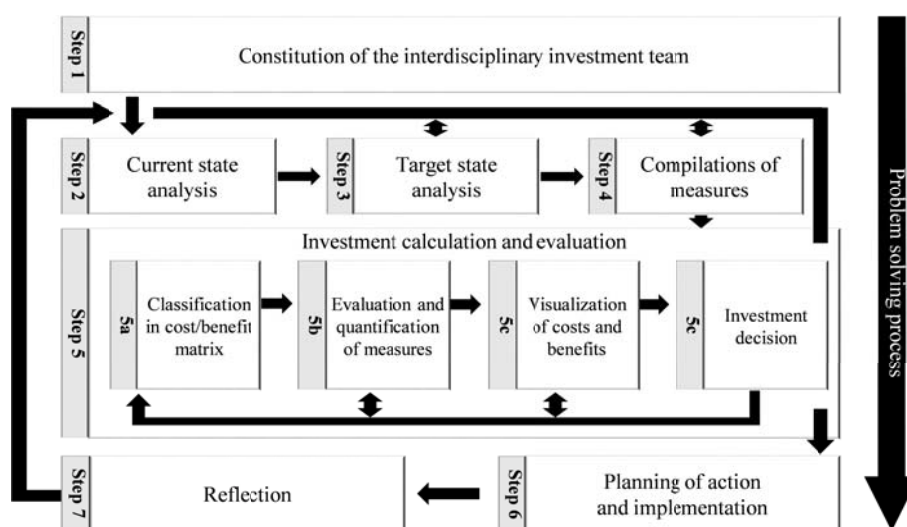 Step 1
Constitution of the interdisciplinary investment team
Step 2
Current state
analysis
Step 3
Target state
analysis
Step 4
Compilations of
measures
Step 5
Investment calculation and evaluation
5a
Classification
in cost/benefit
matrix
5b
Evaluation and
quantification
of measures
5c
Visualization
of costs and
benefits
5c
Investment
decision
Step 7
Reflection
Step 6
Planning of action
and implementation
Problem solving process